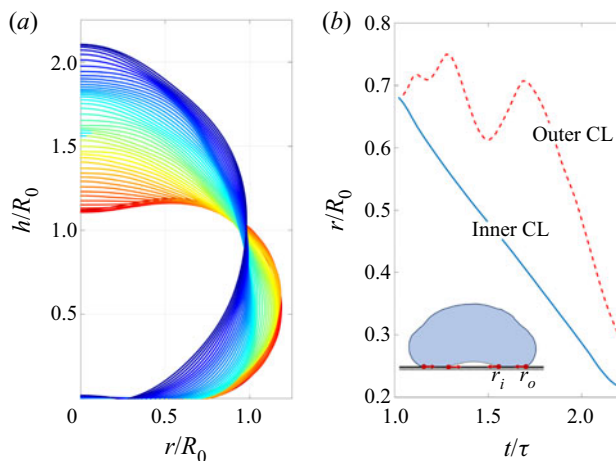 (a)
2.0
1.5
1.0
0.5
h/R₀
0
0.5
1.0
r/R₀
(b)
0.8
0.7
0.6
0.5
0.4
0.3
0.2
r/R₀
Outer CL
Inner CL
rᵢ
rₒ
1.0
1.5
2.0
t/τ